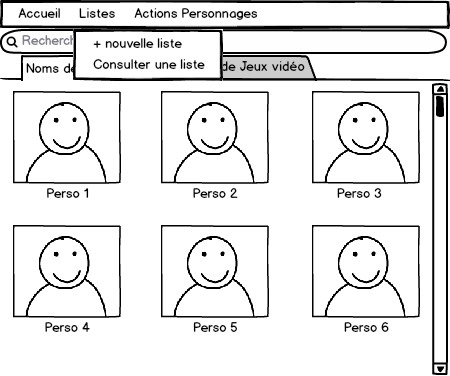 Accueil Listes Actions Personnages
Recherch
+ nouvelle liste
Consulter une liste
Noms de de Jeux vidéo
Perso 1 Perso 2 Perso 3
Perso 4 Perso 5 Perso 6